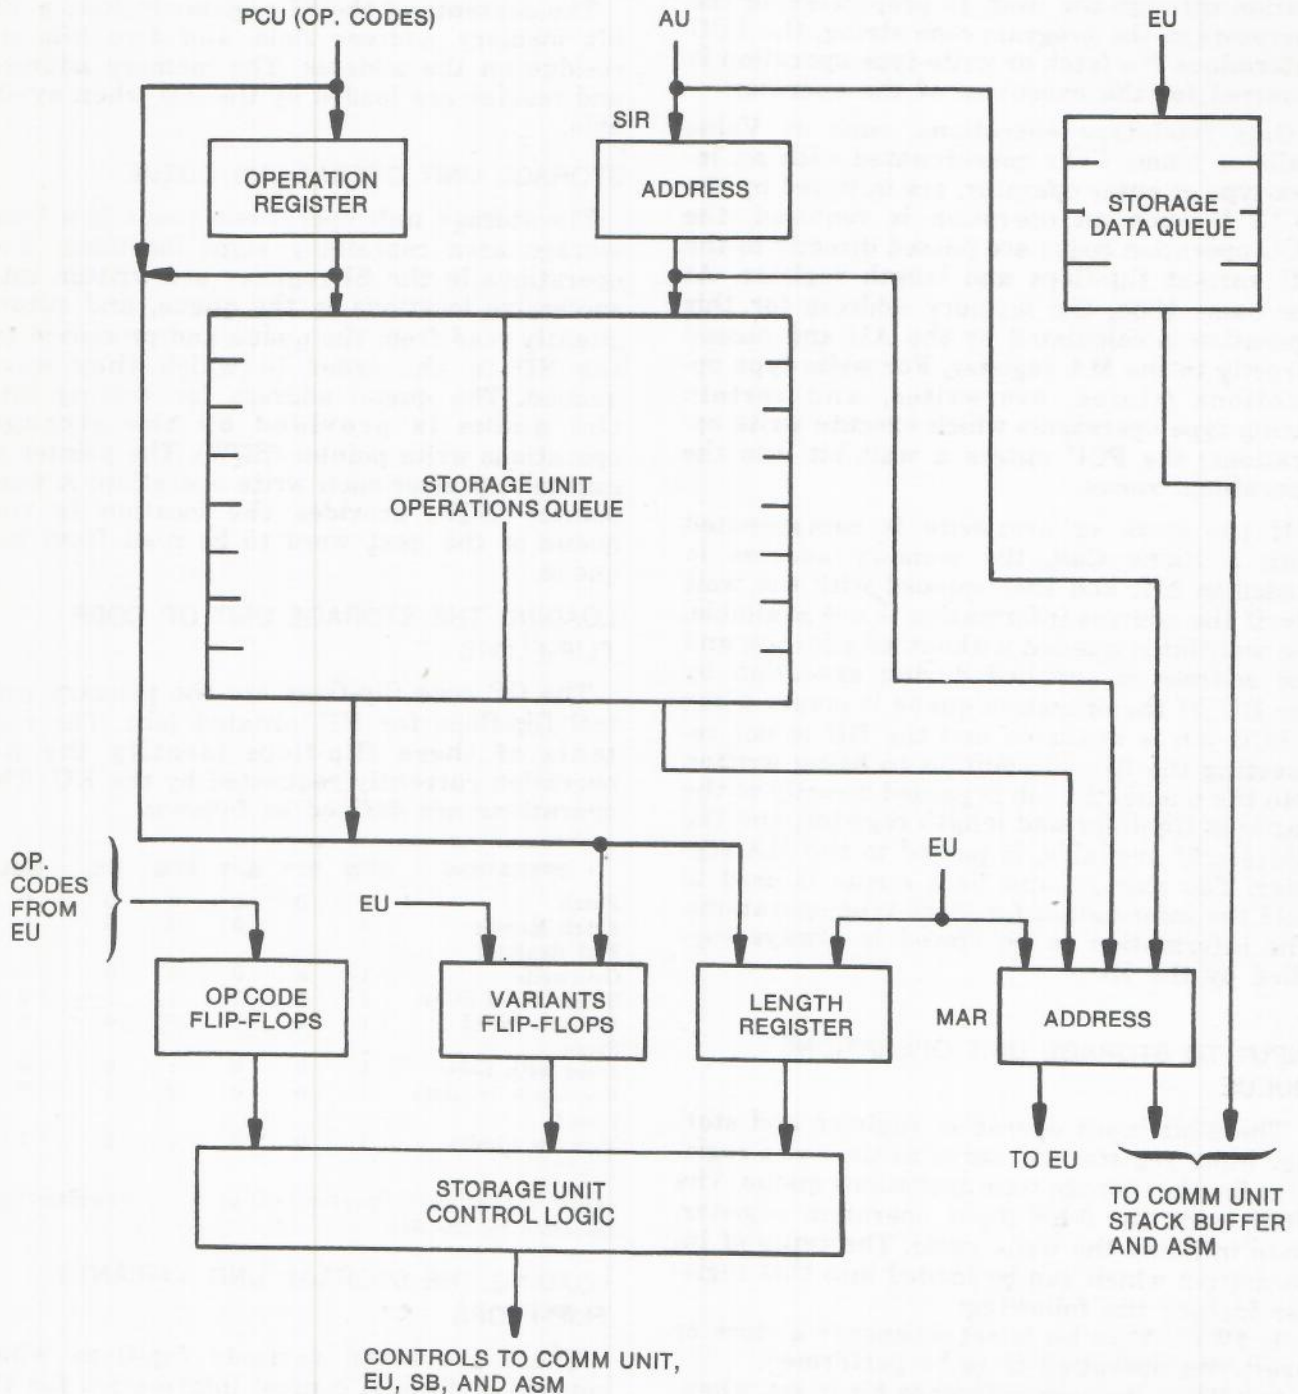 PCU (OP. CODES)
AU
EU
SIR
OPERATION
REGISTER
ADDRESS
STORAGE
DATA QUEUE
STORAGE UNIT
OPERATIONS QUEUE
OP.
CODES
FROM
EU
EU
EU
OP CODE
FLIP-FLOPS
VARIANTS
FLIP-FLOPS
LENGTH
REGISTER
MAR
ADDRESS
TO EU
TO COMM UNIT
STACK BUFFER
AND ASM
STORAGE UNIT
CONTROL LOGIC
CONTROLS TO COMM UNIT,
EU, SB, AND ASM